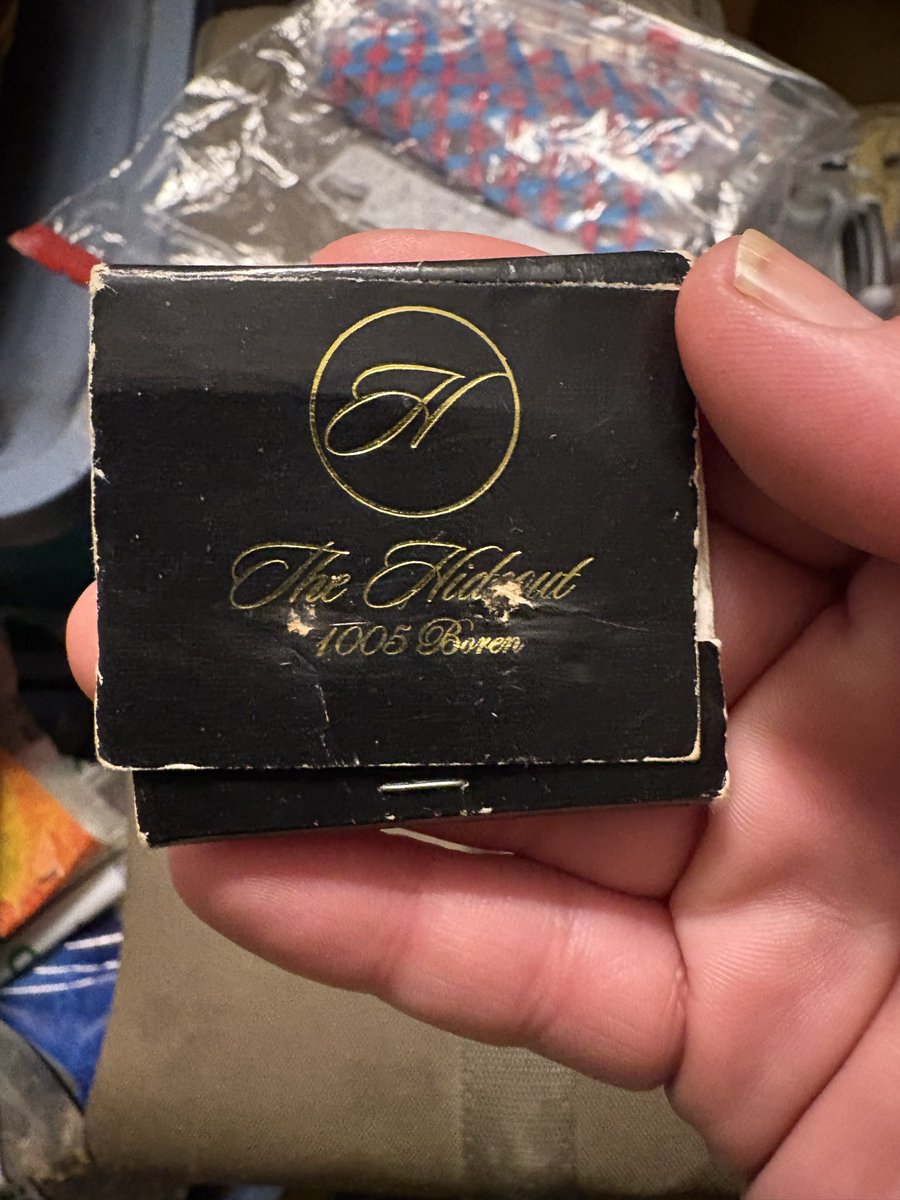 H
The Hideout
1005 Boren